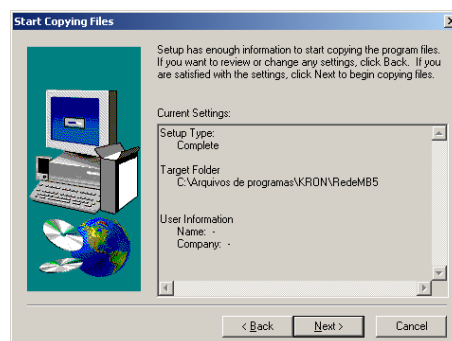 Start Copying Files
Setup has enough information to start copying the program files.
If you want to review or change any settings, click Back. If you
are satisfied with the settings, click Next to begin copying files.
Current Settings:
Setup Type:
Complete
Target Folder
C:\Arquivos de programas\KRON\RedeMB5
User Information
Name: -
Company: -
< Back
Next >
Cancel